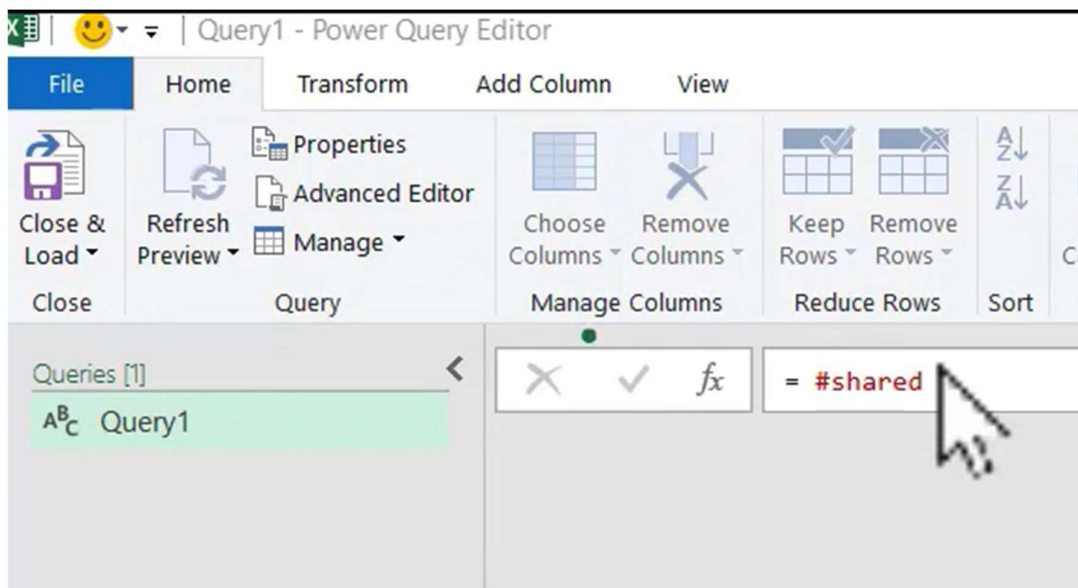 Query1 - Power Query Editor
File Home Transform Add Column View
Close & Load
Refresh Preview
Properties
Advanced Editor
Manage
Choose Columns
Remove Columns
Keep Rows
Remove Rows
A
Z
Z
A
C
Close Query Manage Columns Reduce Rows Sort
Queries [1]
fx = #shared
ABC Query1